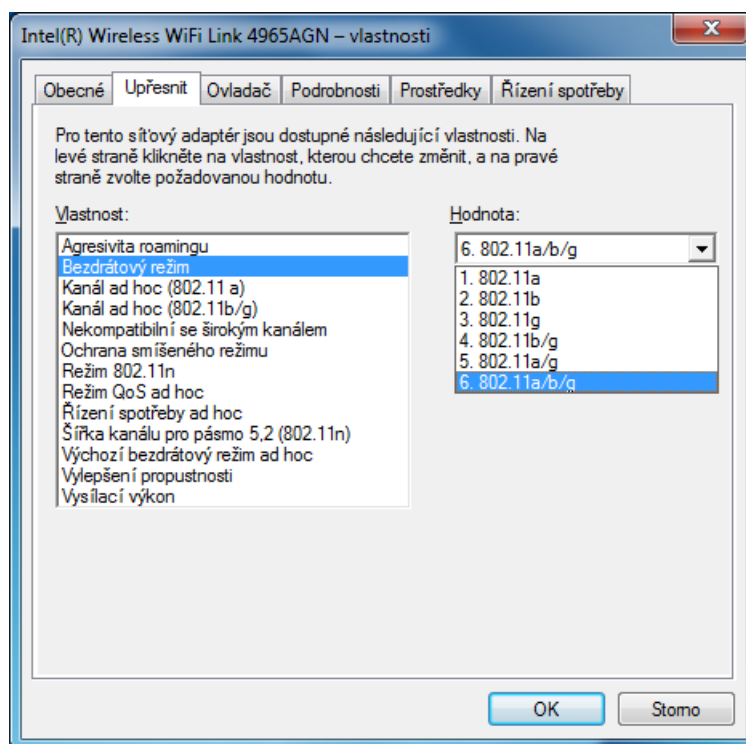 Intel(R) Wireless WiFi Link 4965AGN – vlastnosti
X
Obecné Upřesnit Ovladač Podrobnosti Prostředky Řízení spotřeby
Pro tento síťový adaptér jsou dostupné následující vlastnosti. Na
levé straně klikněte na vlastnost, kterou chcete změnit, a na pravé
straně zvolte požadovanou hodnotu.
Vlastnost:
Agresivita roamingu
Bezdrátový režim
Kanál ad hoc (802.11 a)
Kanál ad hoc (802.11b/g)
Nekompatibilní se širokým kanálem
Ochrana smíšeného režimu
Režim 802.11n
Režim QoS ad hoc
Řízení spotřeby ad hoc
Šířka kanálu pro pásmo 5,2 (802.11n)
Výchozí bezdrátový režim ad hoc
Vylepšení propustnosti
Vysílací výkon
Hodnota:
6. 802.11a/b/g
1. 802.11a
2. 802.11b
3. 802.11g
4. 802.11b/g
5. 802.11a/g
6. 802.11a/b/g
OK
Storno